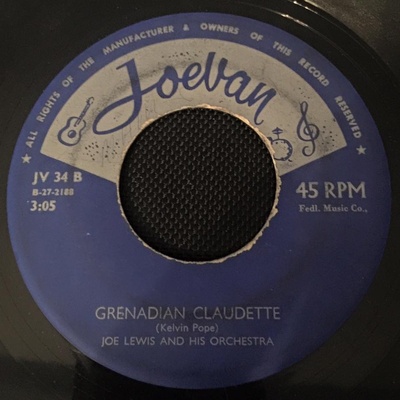 ★ ALL RIGHTS OF THE MANUFACTURER & OWNERS OF THIS RECORD RESERVED ★
Joevan
JV 34 B
B-27-2188
3:05
45 RPM
Fedl. Music Co.,
GRENADIAN CLAUDETTE
(Kelvin Pope)
JOE LEWIS AND HIS ORCHESTRA